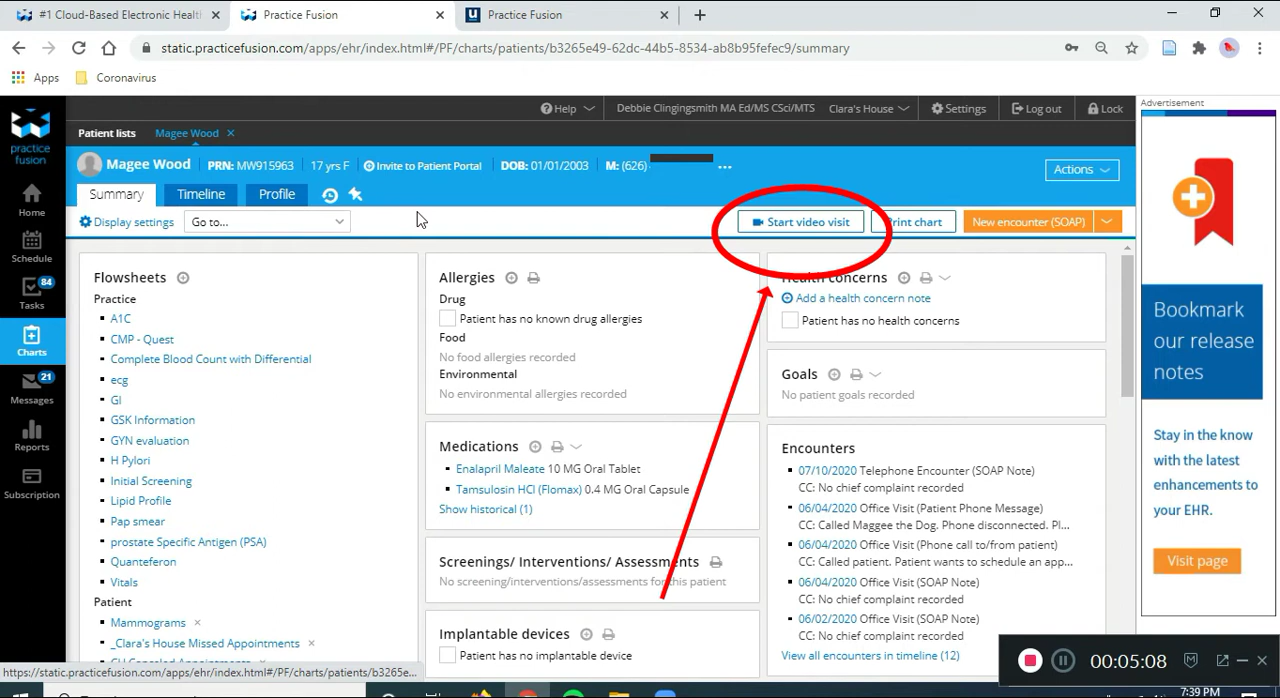 #1 Cloud-Based Electronic Healtl
Practice Fusion
Practice Fusion
static.practicefusion.com/apps/ehr/index.html#/PF/charts/patients/b3265e49-62dc-44b5-8534-ab8b95fefec9/summary
Apps
Coronavirus
practice
fusion
Help
Debbie Clingingsmith MA Ed/MS CSci/MTS
Clara's House
Settings
Log out
Lock
Patient lists
Magee Wood
Magee Wood
PRN: MW915963
17 yrs F
Invite to Patient Portal
DOB: 01/01/2003
M: (626)
Actions
Summary
Timeline
Profile
Display settings
Go to...
Start video visit
Print chart
New encounter (SOAP)
Home
Schedule
Tasks
84
Charts
Messages
21
Reports
Subscription
Flowsheets
Practice
A1C
CMP - Quest
Complete Blood Count with Differential
ecg
GI
GSK Information
GYN evaluation
H Pylori
Initial Screening
Lipid Profile
Pap smear
prostate Specific Antigen (PSA)
Quanteferon
Vitals
Patient
Mammograms
_Clara's House Missed Appointments
https://static.practicefusion.com/apps/ehr/index.html#/PF/charts/patients/b3265e...
Allergies
Drug
Patient has no known drug allergies
Food
No food allergies recorded
Environmental
No environmental allergies recorded
Medications
Enalapril Maleate 10 MG Oral Tablet
Tamsulosin HCl (Flomax) 0.4 MG Oral Capsule
Show historical (1)
Screenings/ Interventions/ Assessments
No screening/interventions/assessments for this patient
Implantable devices
Patient has no implantable device
Health concerns
Add a health concern note
Patient has no health concerns
Goals
No patient goals recorded
Encounters
07/10/2020 Telephone Encounter (SOAP Note)
CC: No chief complaint recorded
06/04/2020 Office Visit (Patient Phone Message)
CC: Called Maggee the Dog. Phone disconnected. Pl...
06/04/2020 Office Visit (Phone call to/from patient)
CC: Called patient. Patient wants to schedule an app...
06/04/2020 Office Visit (SOAP Note)
CC: No chief complaint recorded
06/02/2020 Office Visit (SOAP Note)
CC: No chief complaint recorded
View all encounters in timeline (12)
Advertisement
Bookmark
our release
notes
Stay in the know
with the latest
enhancements to
your EHR.
Visit page
00:05:08
7:39 PM